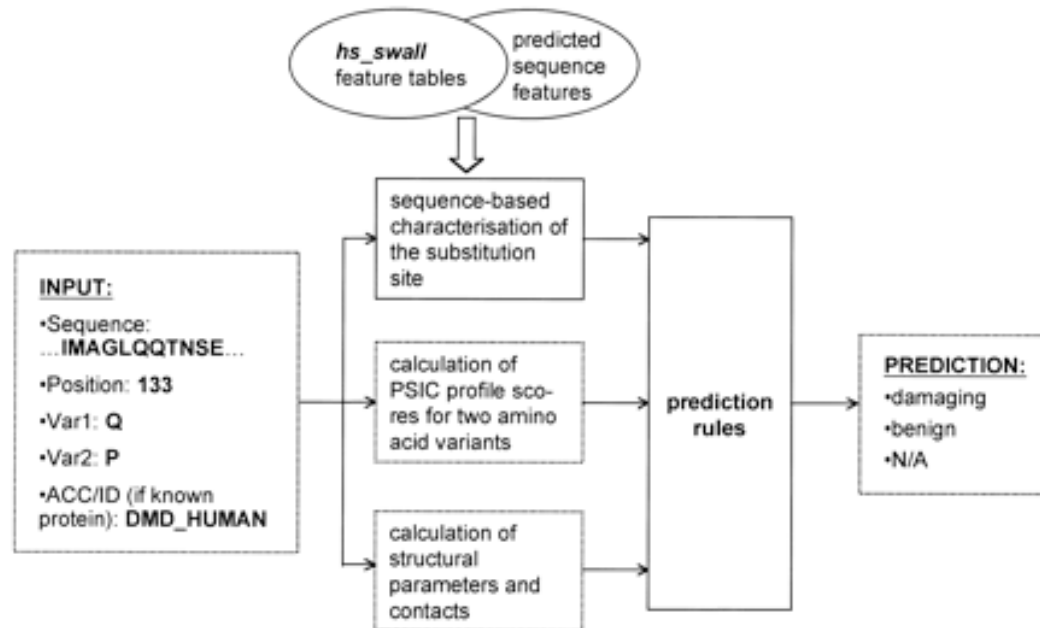 hs_swall
feature tables
predicted
sequence
features
sequence-based
characterisation of
the substitution
site
INPUT:
•Sequence:
...IMAGLQQTNSE...
•Position: 133
•Var1: Q
•Var2: P
•ACC/ID (if known
protein): DMD_HUMAN
calculation of
PSIC profile sco-
res for two amino
acid variants
calculation of
structural
parameters and
contacts
prediction
rules
PREDICTION:
•damaging
•benign
•N/A